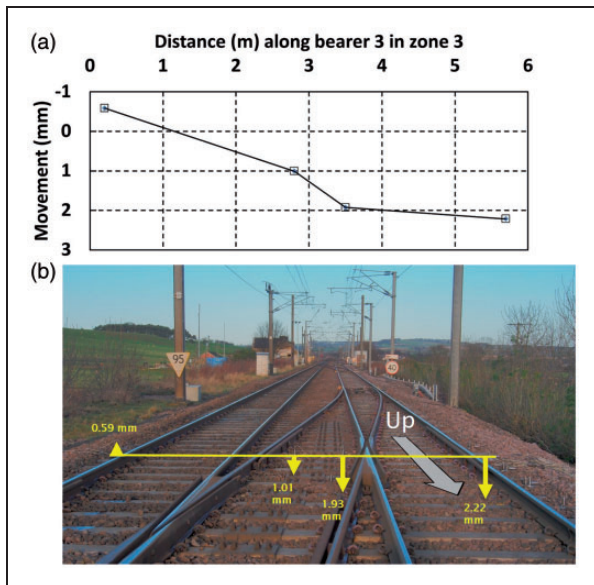 (a)
Distance (m) along bearer 3 in zone 3
0 1 2 3 4 5 6
Movement (mm)
-1
0
1
2
3
(b)
95
40
Up
0.59 mm
1.01
mm
1.93
mm
2.22
mm